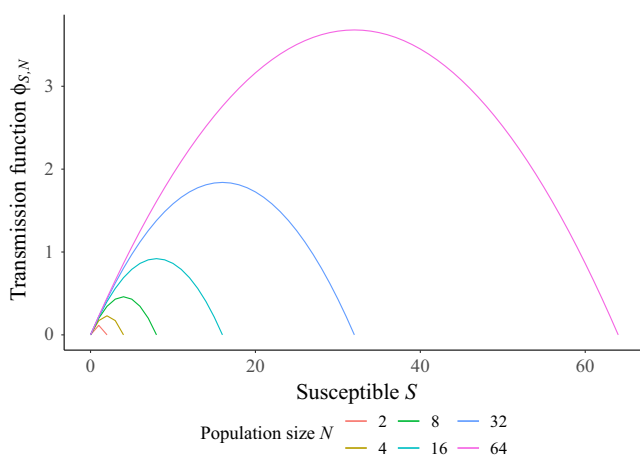 Transmission function ϕS,N
3
2
1
0
0 20 40 60
Susceptible S
Population size N
2 8 32
4 16 64